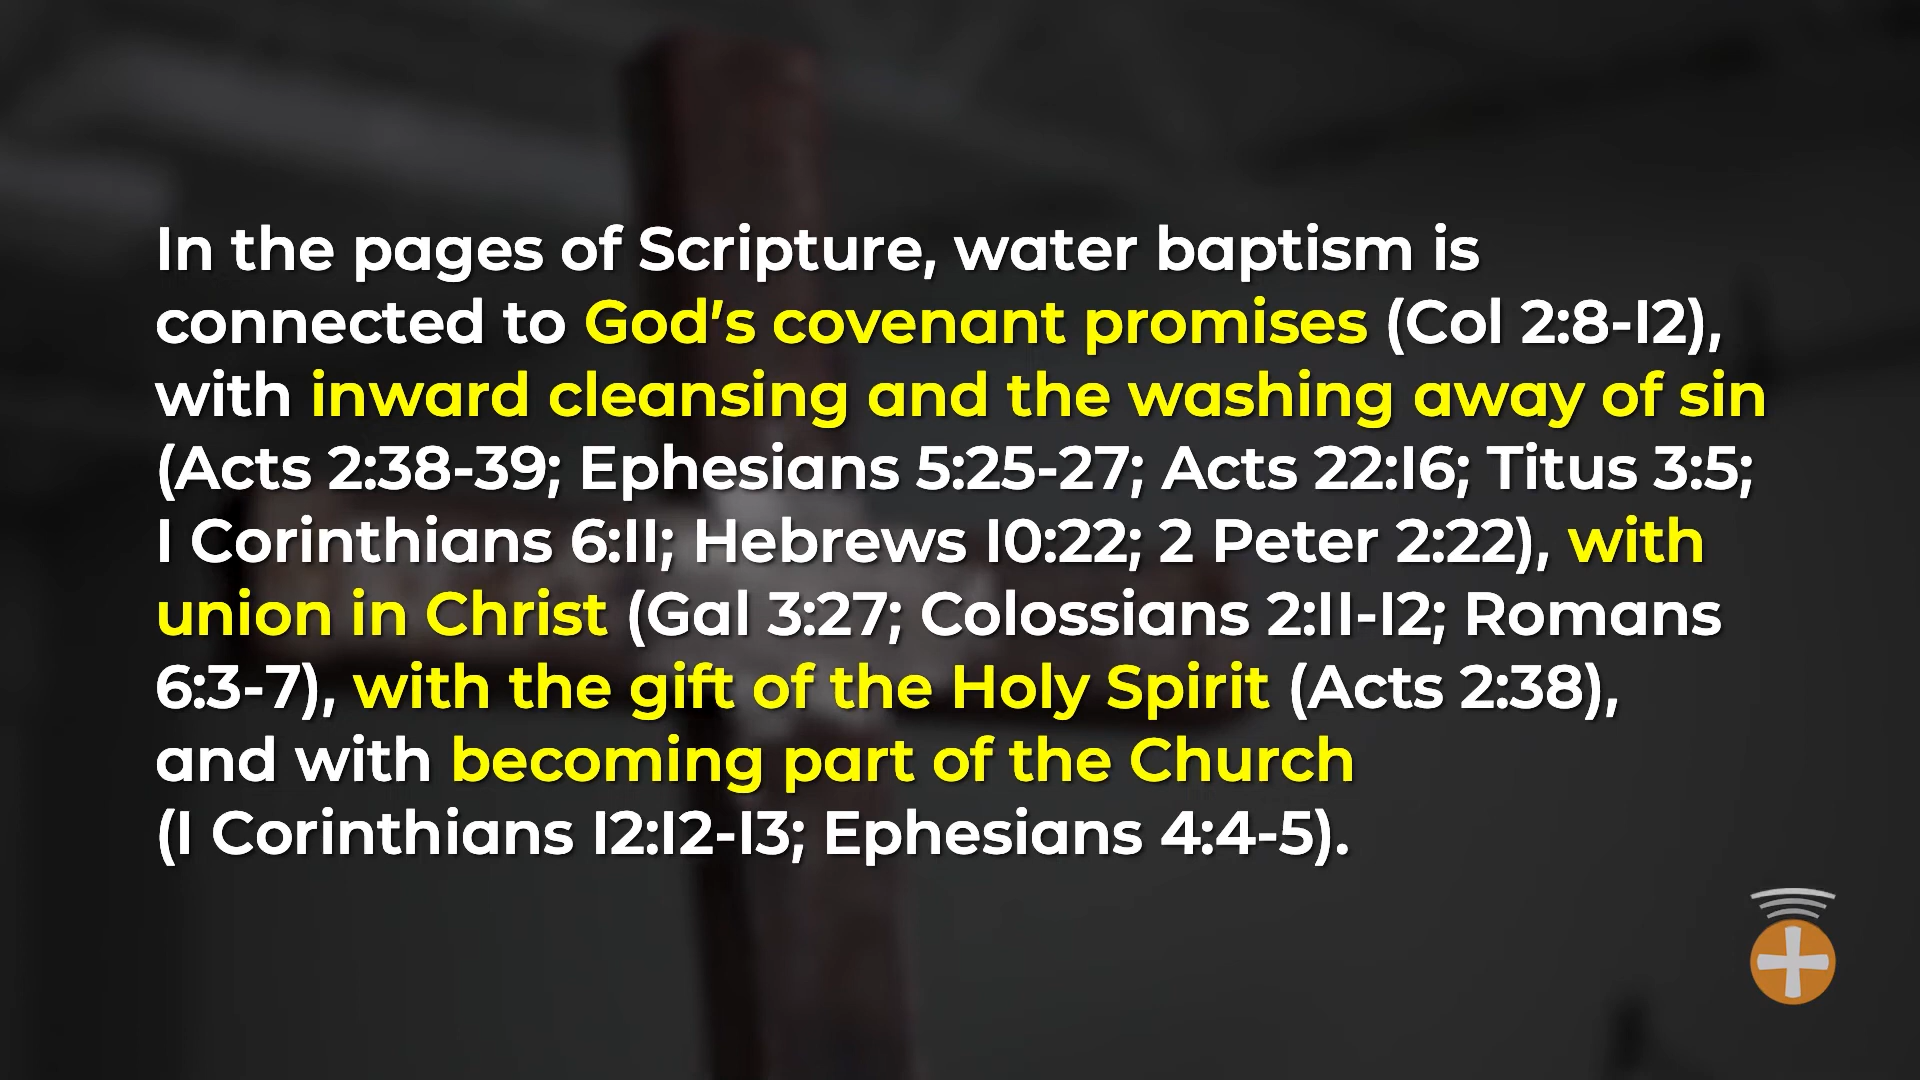 In the pages of Scripture, water baptism is
connected to God's covenant promises (Col 2:8-12),
with inward cleansing and the washing away of sin
(Acts 2:38-39; Ephesians 5:25-27; Acts 22:16; Titus 3:5;
1 Corinthians 6:11; Hebrews 10:22; 2 Peter 2:22), with
union in Christ (Gal 3:27; Colossians 2:11-12; Romans
6:3-7), with the gift of the Holy Spirit (Acts 2:38),
and with becoming part of the Church
(1 Corinthians 12:12-13; Ephesians 4:4-5).